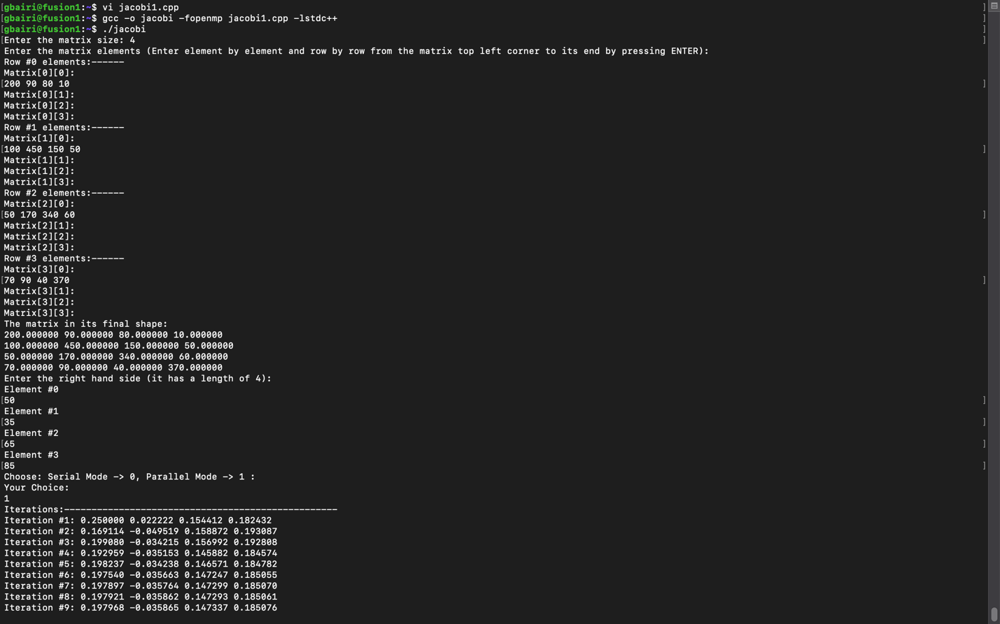 [gbairi@fusion1:~$ vi jacobi1.cpp ]
[gbairi@fusion1:~$ gcc -o jacobi -fopenmp jacobi1.cpp -lstdc++ ]
[gbairi@fusion1:~$ ./jacobi ]
[Enter the matrix size: 4 ]
Enter the matrix elements (Enter element by element and row by row from the matrix top left corner to its end by pressing ENTER):
Row #0 elements:------
Matrix[0][0]:
[200 90 80 10 ]
Matrix[0][1]:
Matrix[0][2]:
Matrix[0][3]:
Row #1 elements:------
Matrix[1][0]:
[100 450 150 50 ]
Matrix[1][1]:
Matrix[1][2]:
Matrix[1][3]:
Row #2 elements:------
Matrix[2][0]:
[50 170 340 60 ]
Matrix[2][1]:
Matrix[2][2]:
Matrix[2][3]:
Row #3 elements:------
Matrix[3][0]:
[70 90 40 370 ]
Matrix[3][1]:
Matrix[3][2]:
Matrix[3][3]:
The matrix in its final shape:
200.000000 90.000000 80.000000 10.000000
100.000000 450.000000 150.000000 50.000000
50.000000 170.000000 340.000000 60.000000
70.000000 90.000000 40.000000 370.000000
Enter the right hand side (it has a length of 4):
Element #0
[50 ]
Element #1
[35 ]
Element #2
[65 ]
Element #3
[85 ]
Choose: Serial Mode -> 0, Parallel Mode -> 1 :
Your Choice:
1
Iterations:--------------------------------------------------
Iteration #1: 0.250000 0.022222 0.154412 0.182432
Iteration #2: 0.169114 -0.049519 0.158872 0.193087
Iteration #3: 0.199080 -0.034215 0.156992 0.192808
Iteration #4: 0.192959 -0.035153 0.145882 0.184574
Iteration #5: 0.198237 -0.034238 0.146571 0.184782
Iteration #6: 0.197540 -0.035663 0.147247 0.185055
Iteration #7: 0.197897 -0.035764 0.147299 0.185070
Iteration #8: 0.197921 -0.035862 0.147293 0.185061
Iteration #9: 0.197968 -0.035865 0.147337 0.185076